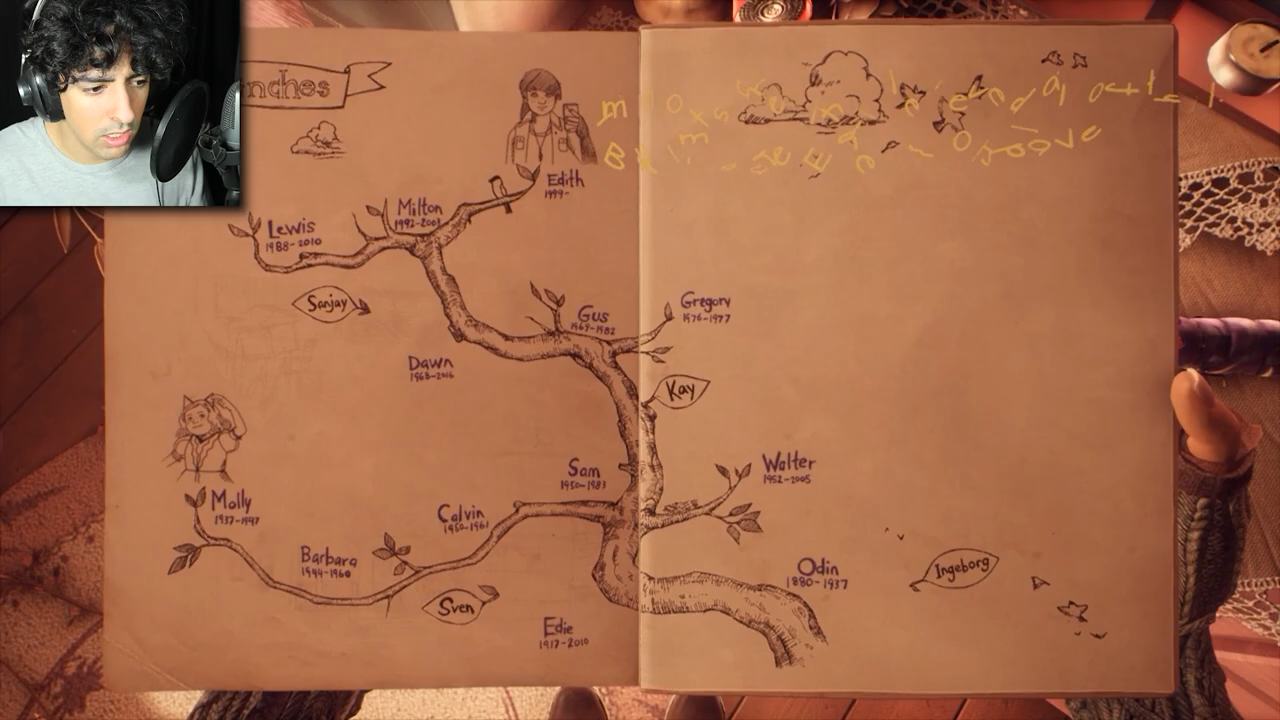 nches
Edith
1999-
Milton
1992-2003
Lewis
1988-2010
Sanjay
Gus
1969-1982
Gregory
1976-1977
Dawn
1968-2016
Kay
Sam
1950-1983
Walter
1952-2005
Molly
1937-1947
Calvin
1950-1961
Barbara
1944-1960
Sven
Odin
1880-1937
Ingeborg
Edie
1917-2010